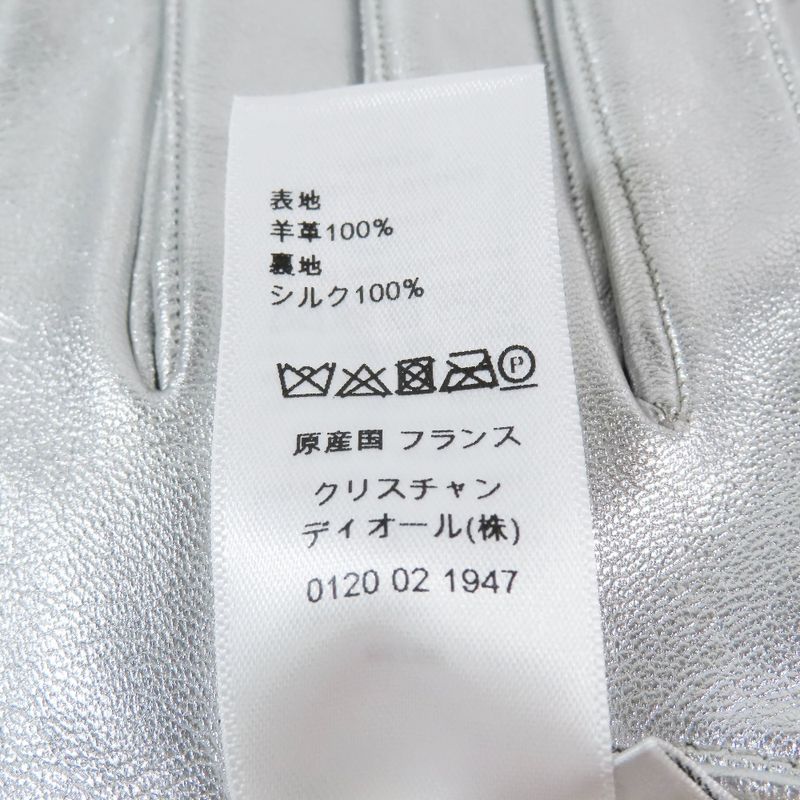 表地
羊革100%
裏地
シルク100%
P
原産国 フランス
クリスチャン
ディオール(株)
0120 02 1947